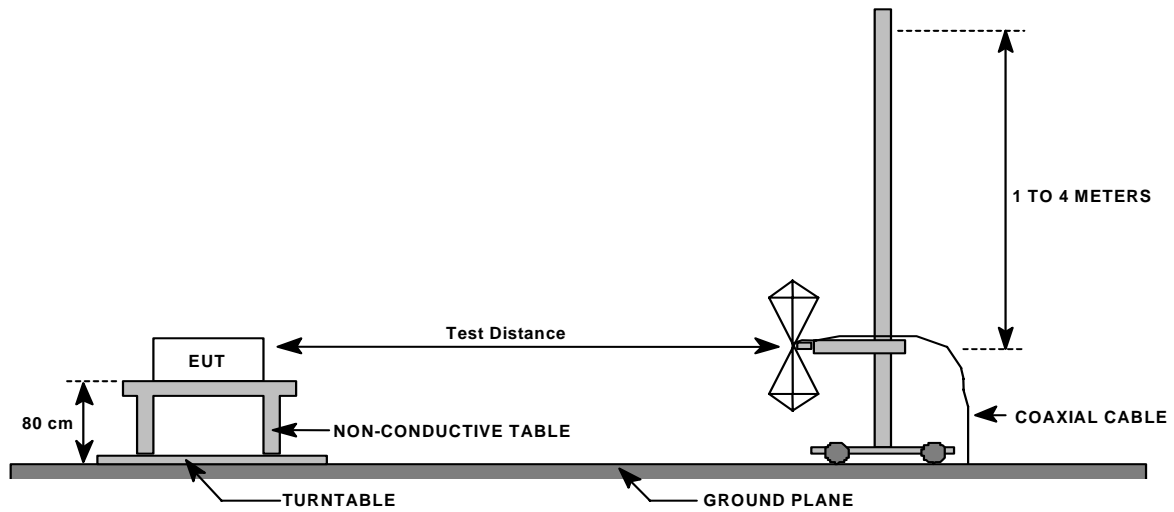 1 TO 4 METERS
Test Distance
EUT
80 cm
NON-CONDUCTIVE TABLE
COAXIAL CABLE
TURNTABLE
GROUND PLANE